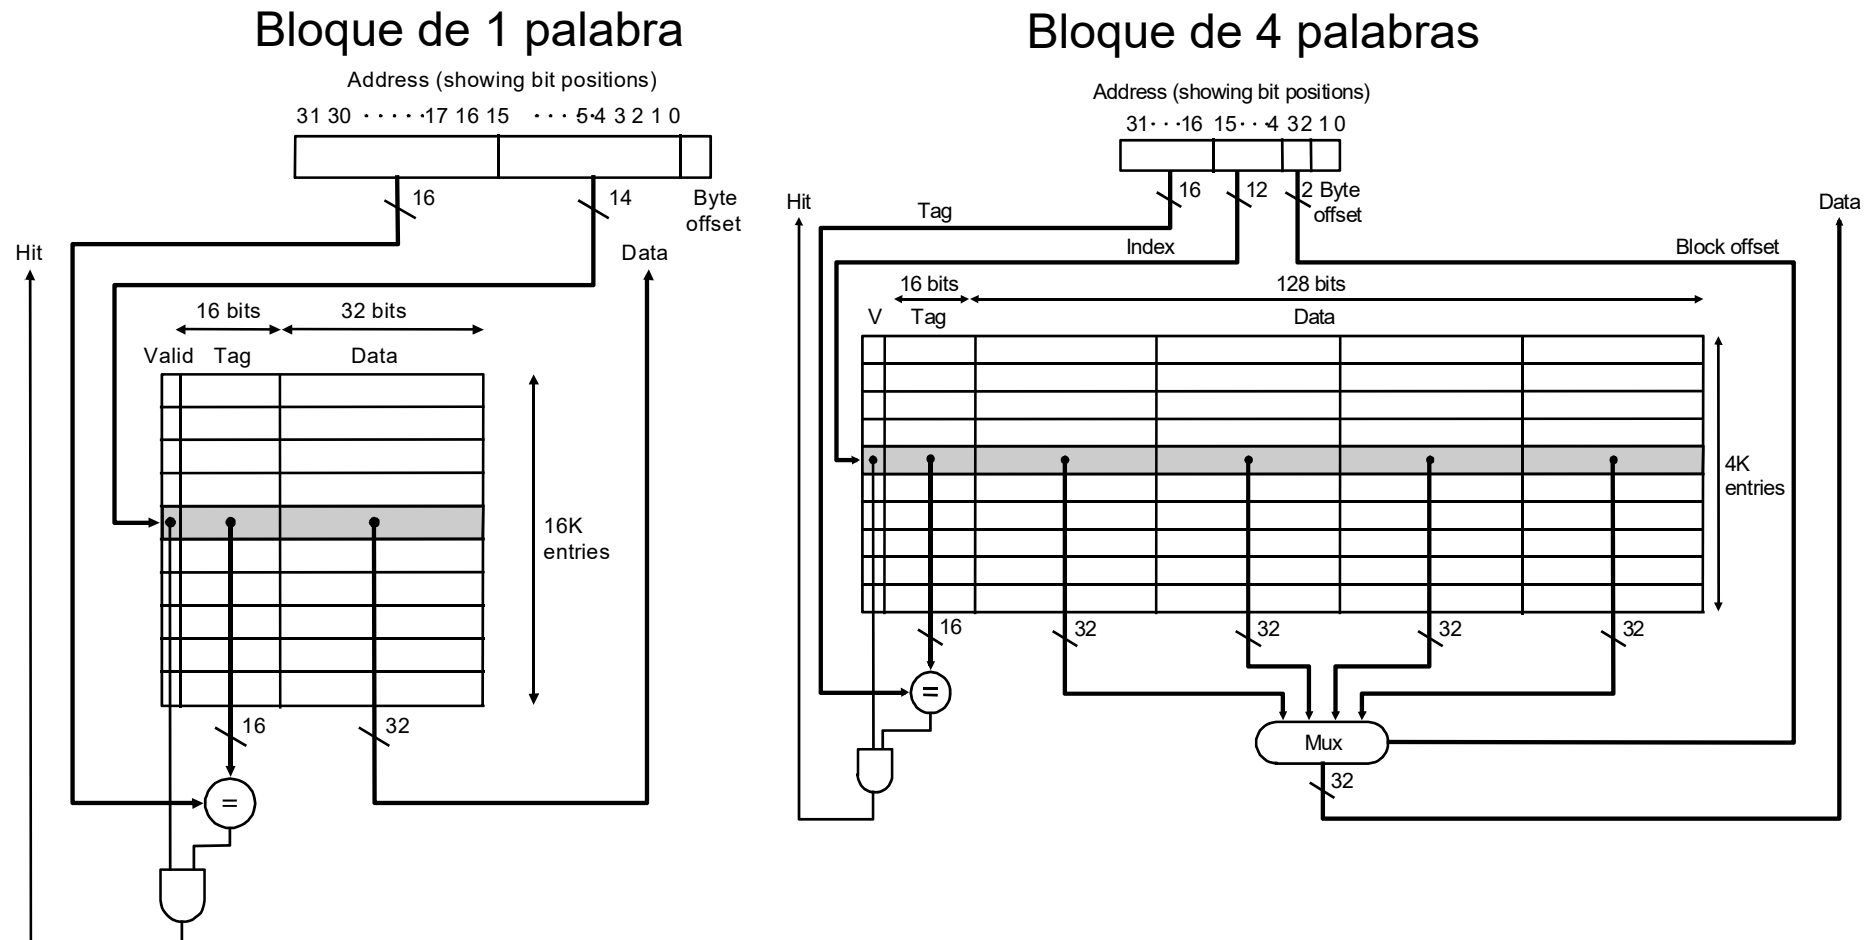 Bloque de 1 palabra
Address (showing bit positions)
31 30 · · · · · 17 16 15 · · · 5 · 4 3 2 1 0
16
14
Byte
offset
Hit
Data
16 bits
32 bits
Valid
Tag
Data
16K
entries
16
32
=
Bloque de 4 palabras
Address (showing bit positions)
31 · · · 16 15 · · · 4 3 2 1 0
16
12
2
Byte
offset
Hit
Tag
Data
Index
Block offset
16 bits
128 bits
V
Tag
Data
4K
entries
16
32
32
32
32
=
Mux
32